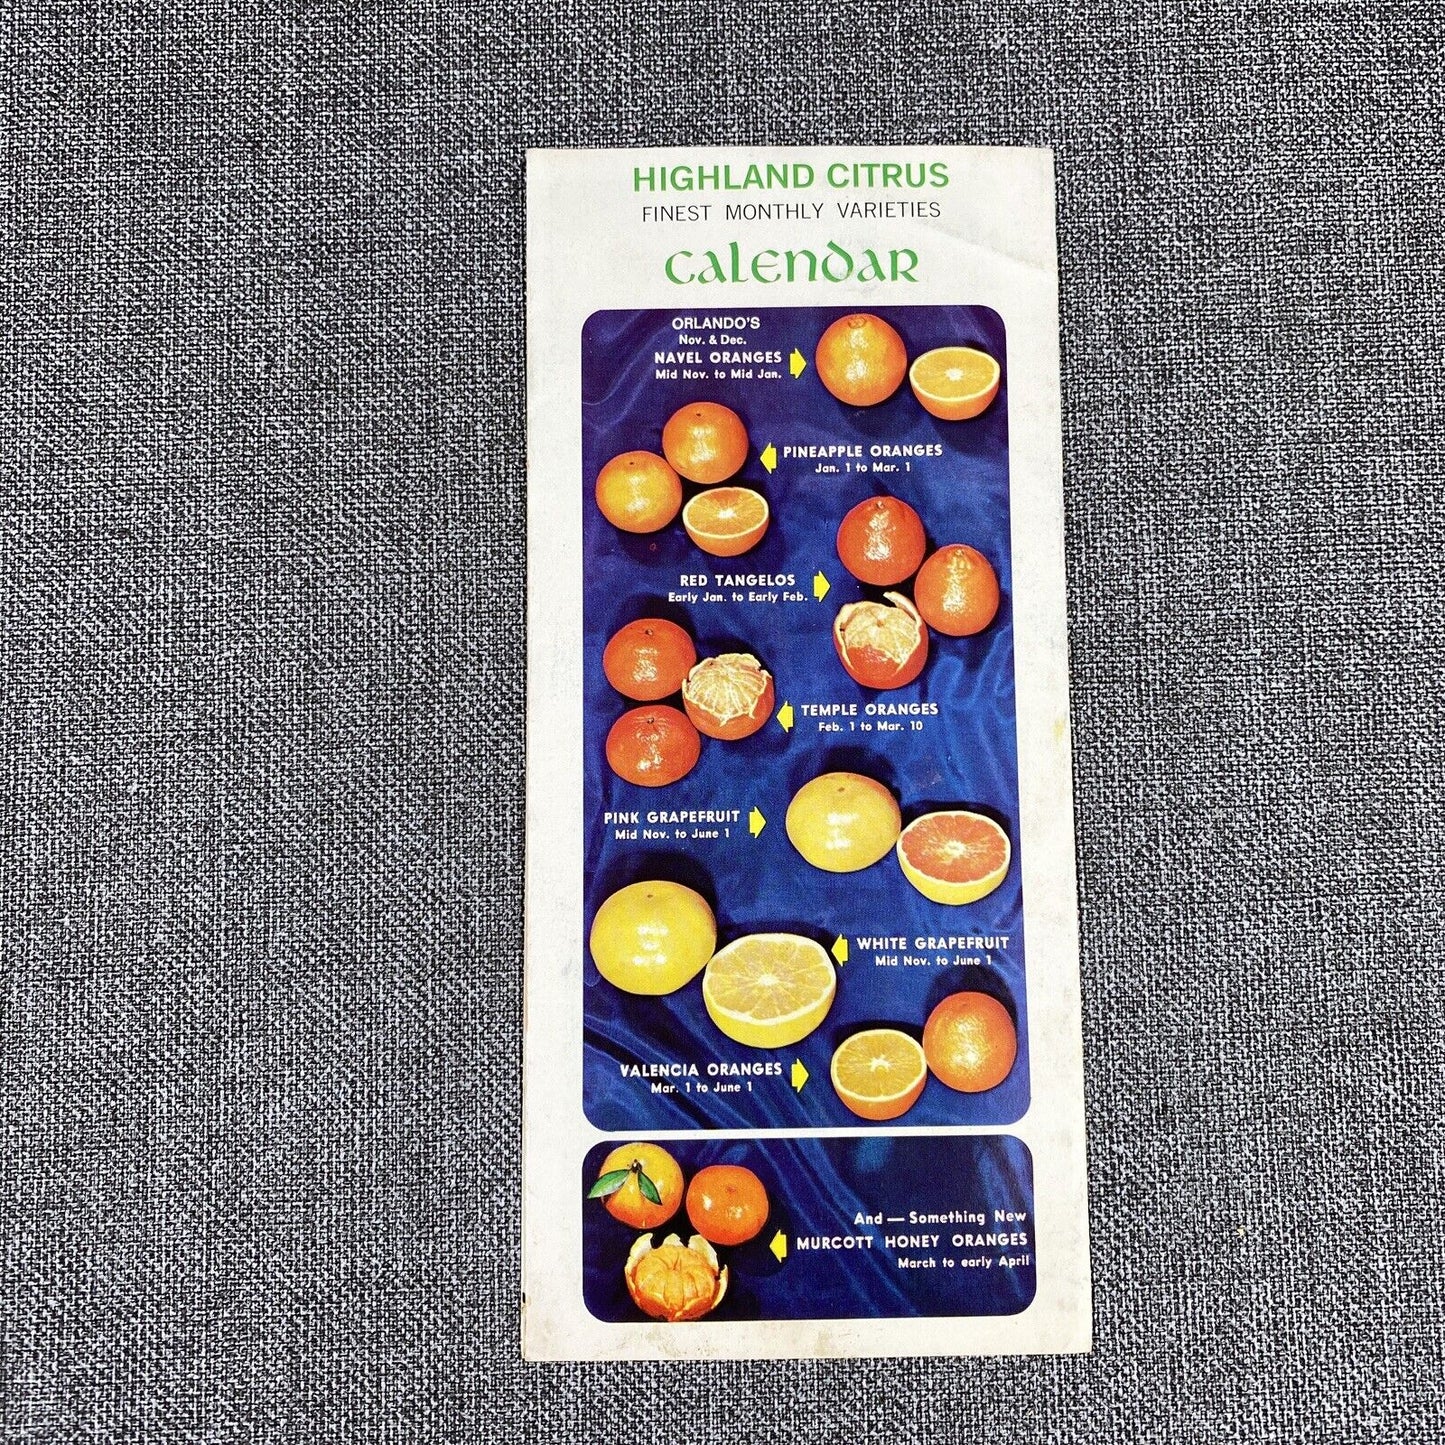 HIGHLAND CITRUS
FINEST MONTHLY VARIETIES
CALENDAR
ORLANDO'S
Nov. & Dec.
NAVEL ORANGES
Mid Nov. to Mid Jan.
PINEAPPLE ORANGES
Jan. 1 to Mar. 1
RED TANGELOS
Early Jan. to Early Feb.
TEMPLE ORANGES
Feb. 1 to Mar. 10
PINK GRAPEFRUIT
Mid Nov. to June 1
WHITE GRAPEFRUIT
Mid Nov. to June 1
VALENCIA ORANGES
Mar. 1 to June 1
And — Something New
MURCOTT HONEY ORANGES
March to early April